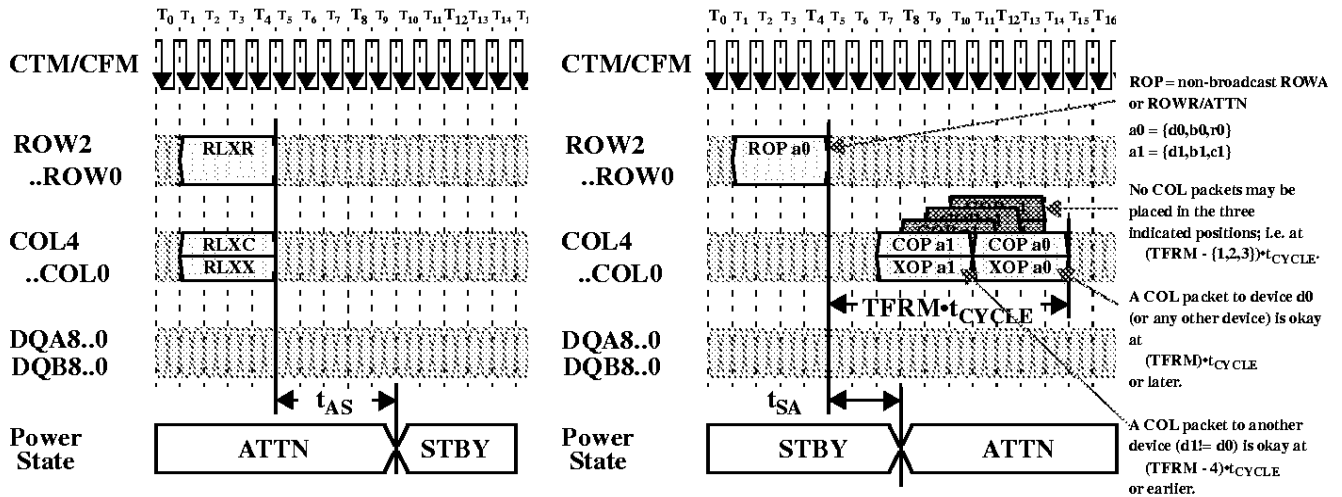 T0 T1 T2 T3 T4 T5 T6 T7 T8 T9 T10 T11 T12 T13 T14 T1
CTM/CFM
ROW2
..ROW0
RLXR
COL4
..COL0
RLXC
RLXX
DQA8..0
DQB8..0
tAS
Power
State
ATTN
STBY
T0 T1 T2 T3 T4 T5 T6 T7 T8 T9 T10 T11 T12 T13 T14 T15 T16
CTM/CFM
ROW2
..ROW0
ROP a0
COL4
..COL0
COP a1
COP a0
XOP a1
XOP a0
TFRM•tCYCLE
DQA8..0
DQB8..0
tSA
Power
State
STBY
ATTN
ROP = non-broadcast ROWA
or ROWR/ATTN
a0 = {d0,b0,r0}
a1 = {d1,b1,c1}
No COL packets may be
placed in the three
indicated positions; i.e. at
(TFRM - {1,2,3})•tCYCLE.
A COL packet to device d0
(or any other device) is okay
at
(TFRM)•tCYCLE
or later.
A COL packet to another
device (d1!= d0) is okay at
(TFRM - 4)•tCYCLE
or earlier.